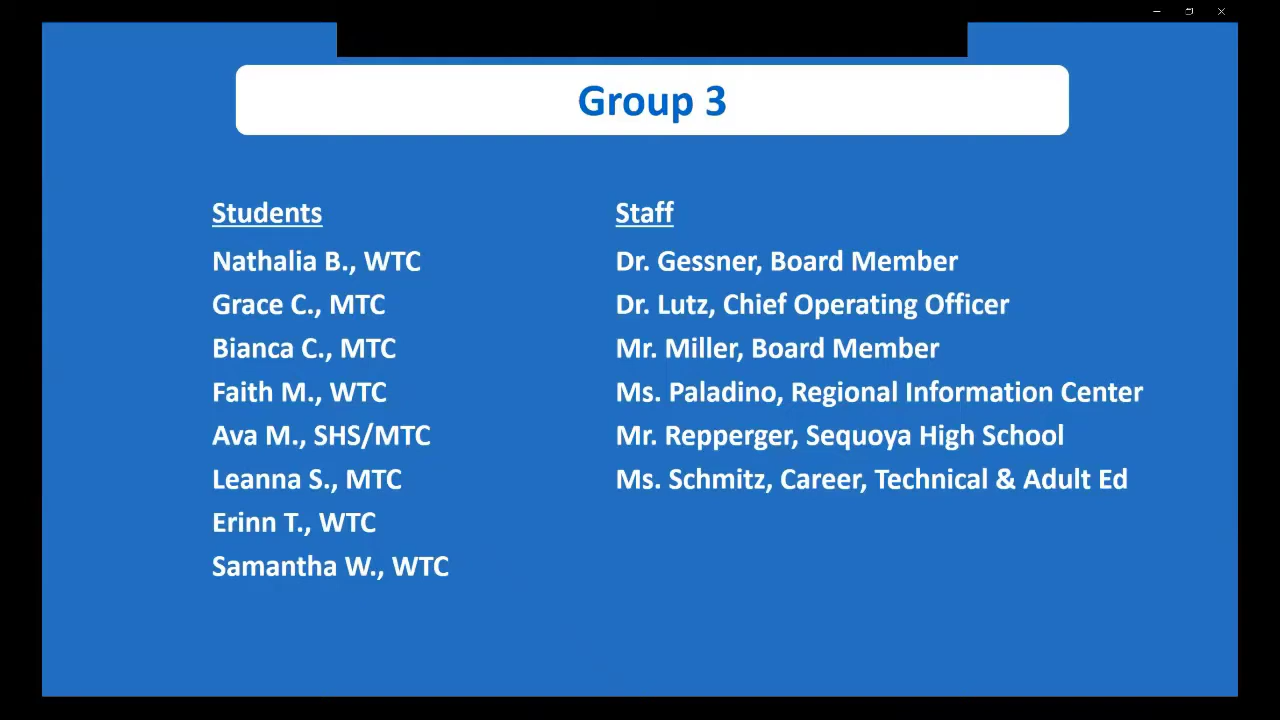 Group 3
Students
Nathalia B., WTC
Grace C., MTC
Bianca C., MTC
Faith M., WTC
Ava M., SHS/MTC
Leanna S., MTC
Erinn T., WTC
Samantha W., WTC
Staff
Dr. Gessner, Board Member
Dr. Lutz, Chief Operating Officer
Mr. Miller, Board Member
Ms. Paladino, Regional Information Center
Mr. Repperger, Sequoya High School
Ms. Schmitz, Career, Technical & Adult Ed